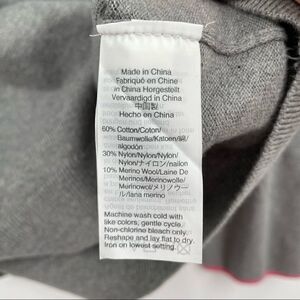 Made in China
Fabriqué en Chine
in China Horgestellt
Vervaardigd in China
中国製
Hecho en China
60% Cotton/Coton/
Baumwolle/Katoen/綿/
algodón
30% Nylon/Nylon/Nylon/
Nylon/ナイロン/nailon
10% Merino Wool/Laine De
Merinos/Merinowolle/
Merinowol/メリノウー
ル/lana merino
Machine wash cold with
like colors, gentle cycle.
Non-chlorine bleach only.
Reshape and lay flat to dry.
Iron on lowest setting.